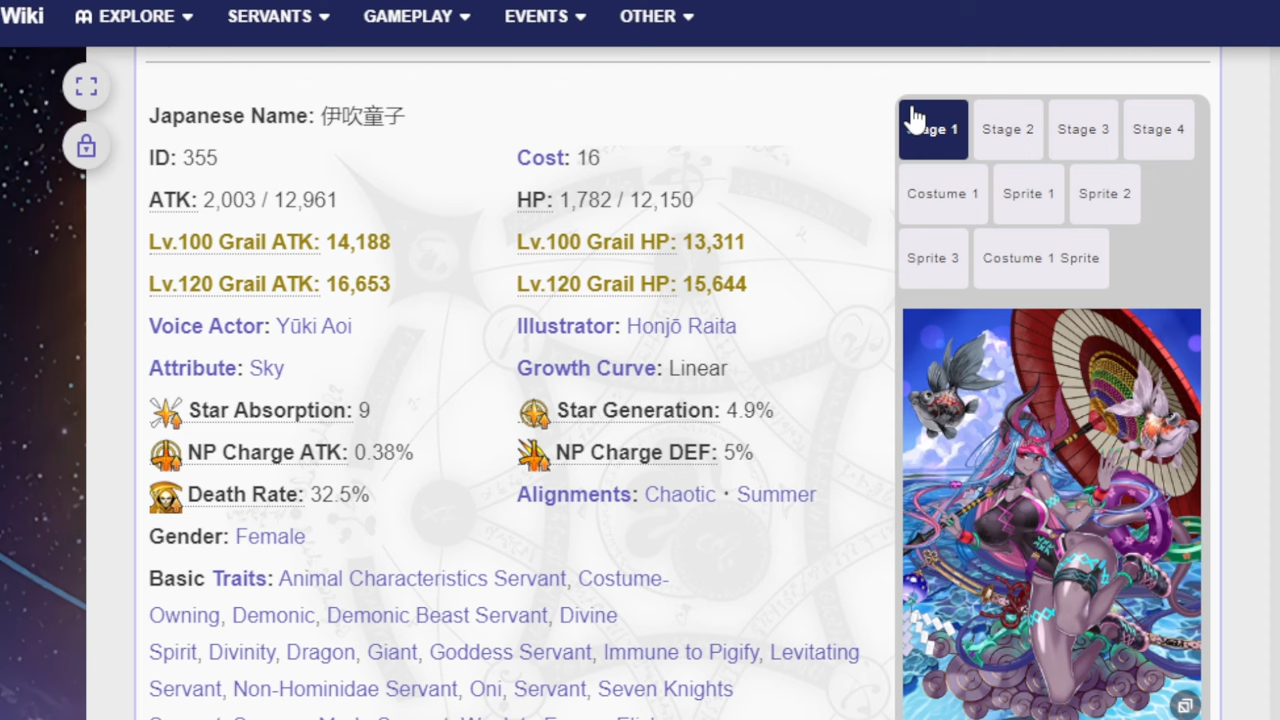 Wiki EXPLORE SERVANTS GAMEPLAY EVENTS OTHER
Japanese Name: 伊吹童子
ID: 355 Cost: 16
ATK: 2,003 / 12,961 HP: 1,782 / 12,150
Lv.100 Grail ATK: 14,188 Lv.100 Grail HP: 13,311
Lv.120 Grail ATK: 16,653 Lv.120 Grail HP: 15,644
Voice Actor: Yūki Aoi Illustrator: Honjō Raita
Attribute: Sky Growth Curve: Linear
Star Absorption: 9 Star Generation: 4.9%
NP Charge ATK: 0.38% NP Charge DEF: 5%
Death Rate: 32.5% Alignments: Chaotic・Summer
Gender: Female
Basic Traits: Animal Characteristics Servant, Costume-
Owning, Demonic, Demonic Beast Servant, Divine
Spirit, Divinity, Dragon, Giant, Goddess Servant, Immune to Pigify, Levitating
Servant, Non-Hominidae Servant, Oni, Servant, Seven Knights
1 Stage 2 Stage 3 Stage 4
Costume 1 Sprite 1 Sprite 2
Sprite 3 Costume 1 Sprite